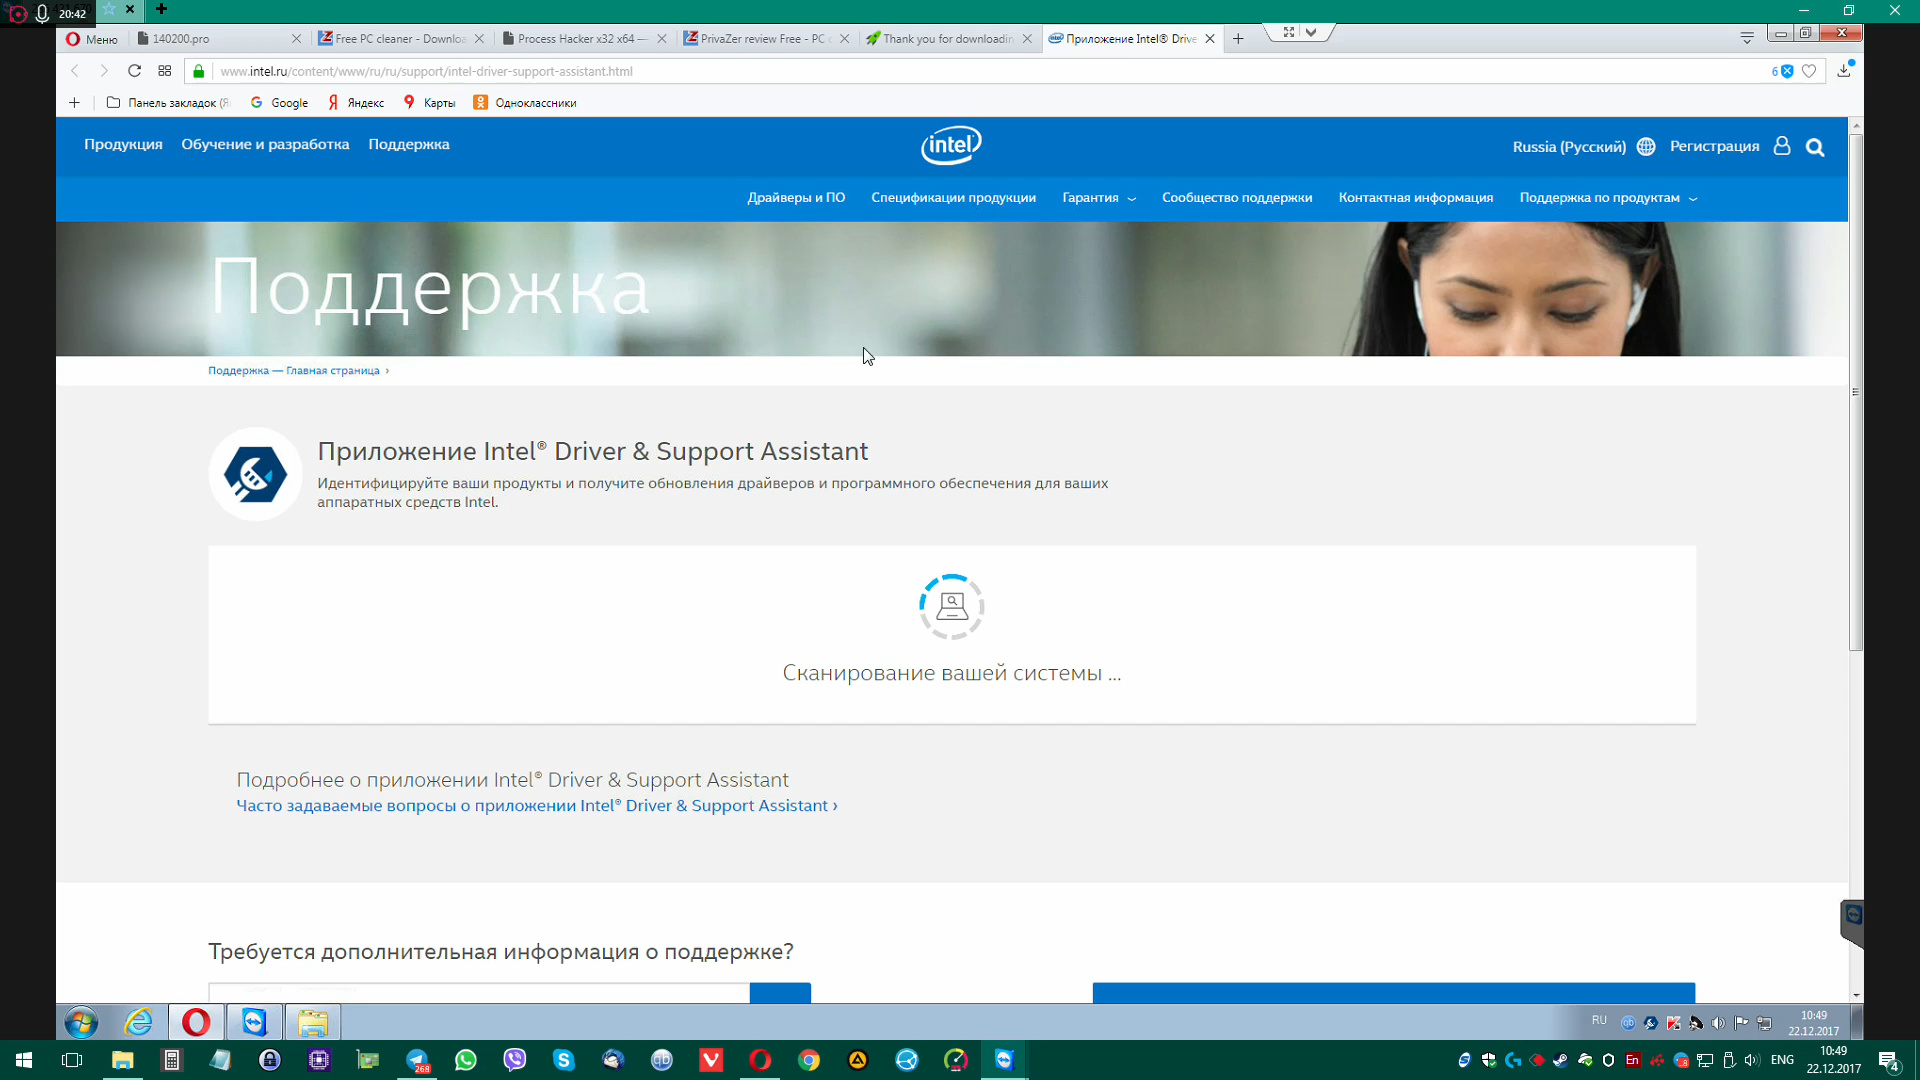 20:42
Меню
140200.pro
Free PC cleaner - Downloa
Process Hacker x32 x64 —
PrivaZer review Free - PC c
Thank you for downloadin
Приложение Intel® Drive
www.intel.ru/content/www/ru/ru/support/intel-driver-support-assistant.html
6
Панель закладок (Я
Google
Яндекс
Карты
Одноклассники
Продукция
Обучение и разработка
Поддержка
intel
Russia (Русский)
Регистрация
Драйверы и ПО
Спецификации продукции
Гарантия
Сообщество поддержки
Контактная информация
Поддержка по продуктам
Поддержка
Поддержка — Главная страница ›
Приложение Intel® Driver & Support Assistant
Идентифицируйте ваши продукты и получите обновления драйверов и программного обеспечения для ваших
аппаратных средств Intel.
Сканирование вашей системы ...
Подробнее о приложении Intel® Driver & Support Assistant
Часто задаваемые вопросы о приложении Intel® Driver & Support Assistant ›
Требуется дополнительная информация о поддержке?
RU
10:49
22.12.2017
268
En
ENG
10:49
22.12.2017
4